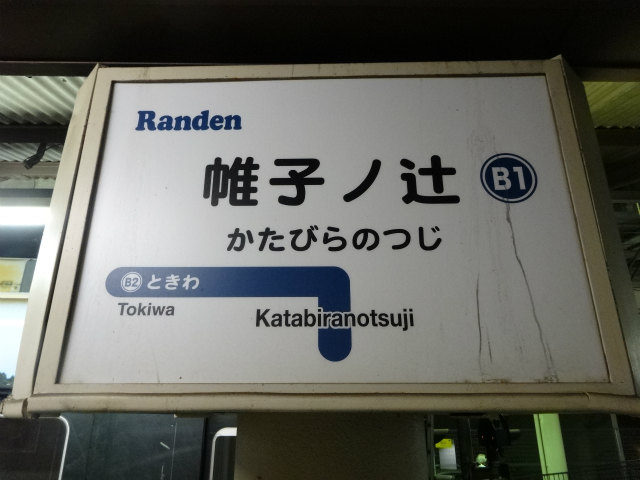 Randen
帷子ノ辻 B1
かたびらのつじ
B2 ときわ
Tokiwa
Katabiranotsuji